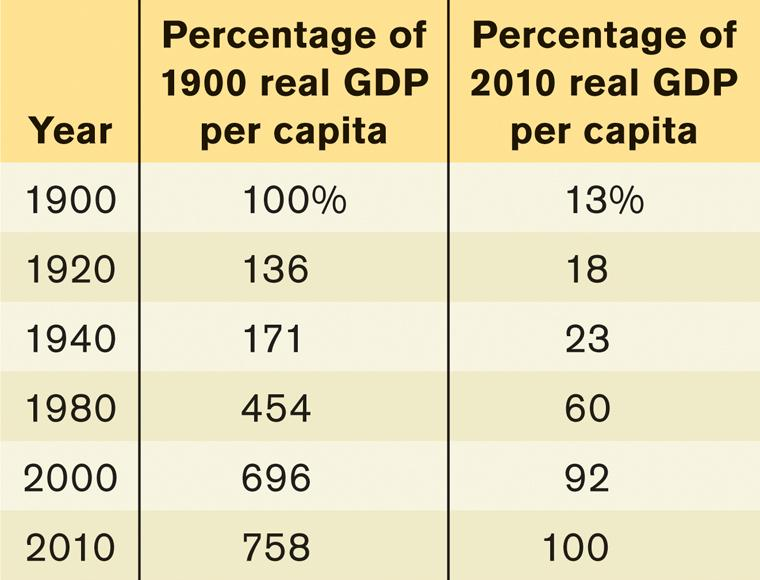 Year
Percentage of
1900 real GDP
per capita
Percentage of
2010 real GDP
per capita
1900 100% 13%
1920 136 18
1940 171 23
1980 454 60
2000 696 92
2010 758 100